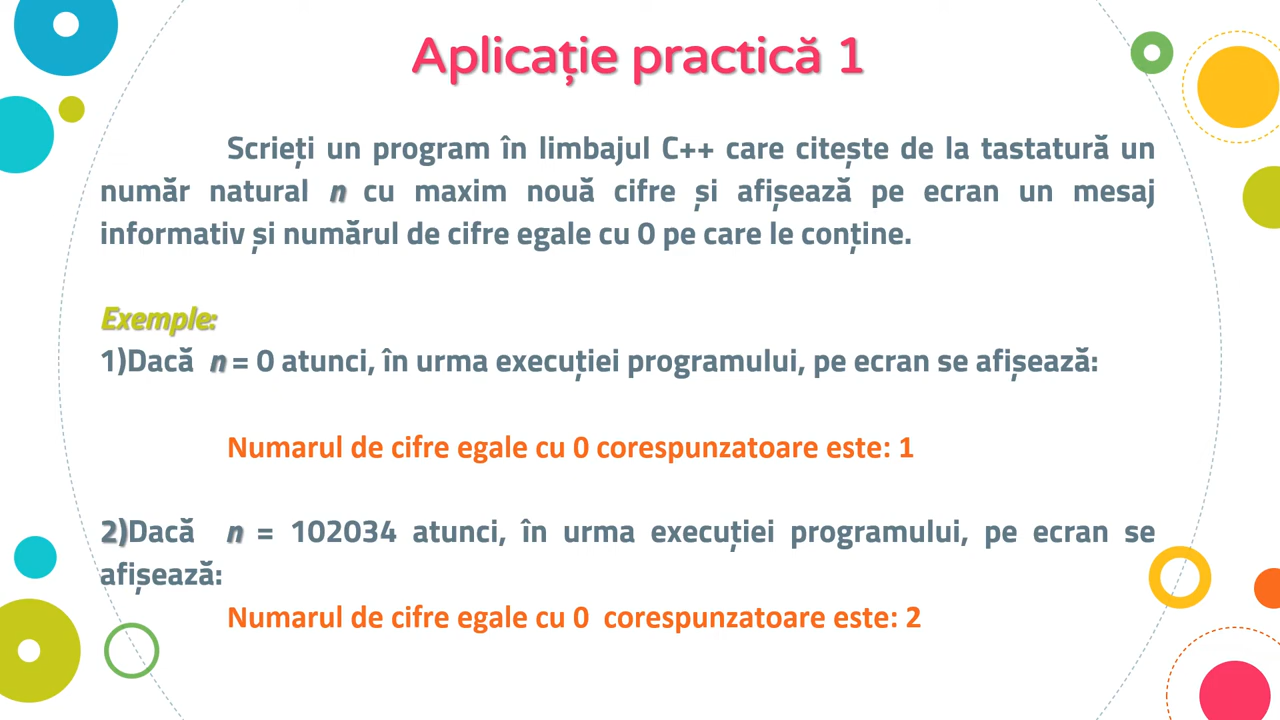 Aplicație practică 1
Scrieți un program în limbajul C++ care citește de la tastatură un
număr natural n cu maxim nouă cifre și afișează pe ecran un mesaj
informativ și numărul de cifre egale cu 0 pe care le conține.
Exemple:
1)Dacă n = 0 atunci, în urma execuției programului, pe ecran se afișează:
Numarul de cifre egale cu 0 corespunzatoare este: 1
2)Dacă n = 102034 atunci, în urma execuției programului, pe ecran se
afișează:
Numarul de cifre egale cu 0 corespunzatoare este: 2